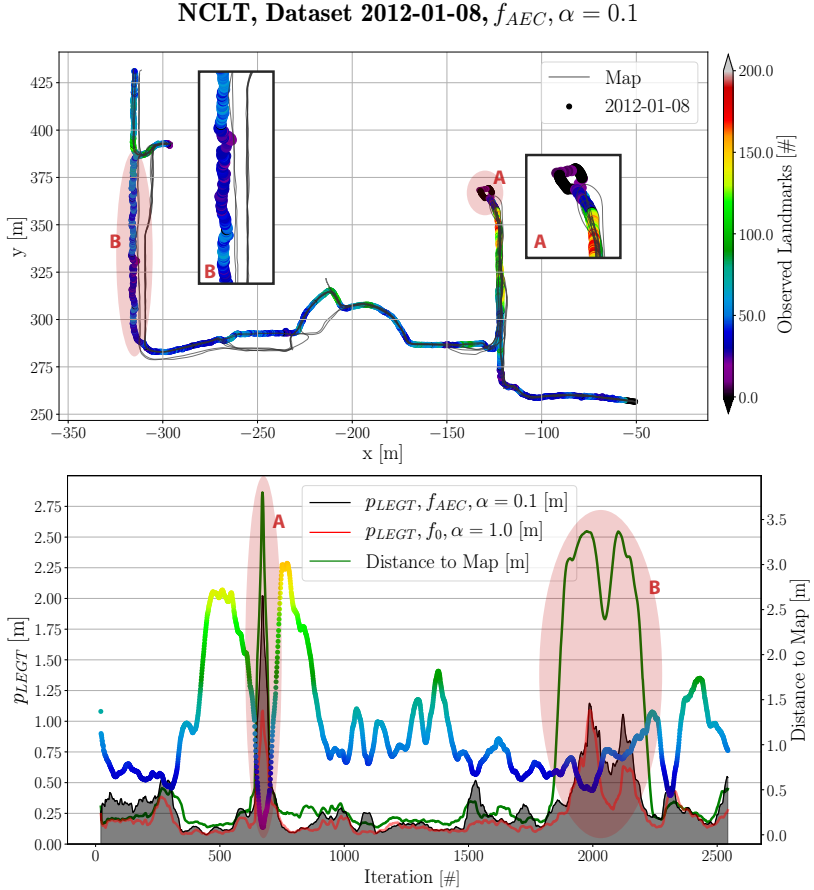 NCLT, Dataset 2012-01-08, f_AEC, α = 0.1
425
400
375
350
325
300
275
250
y [m]
−350
−300
−250
−200
−150
−100
−50
x [m]
Map
2012-01-08
A
B
B
A
200.0
150.0
100.0
50.0
0.0
Observed Landmarks [#]
2.75
2.50
2.25
2.00
1.75
1.50
1.25
1.00
0.75
0.50
0.25
0.00
p_LEGT [m]
p_LEGT, f_AEC, α = 0.1 [m]
p_LEGT, f_0, α = 1.0 [m]
Distance to Map [m]
A
B
3.5
3.0
2.5
2.0
1.5
1.0
0.5
0.0
Distance to Map [m]
0
500
1000
1500
2000
2500
Iteration [#]